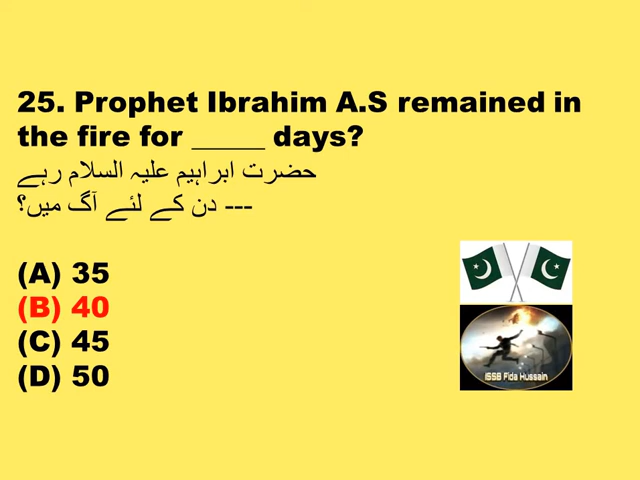 25. Prophet Ibrahim A.S remained in
the fire for _____ days?
حضرت ابراہیم علیہ السلام رہے
--- دن کے لئے آگ میں؟
(A) 35
(B) 40
(C) 45
(D) 50
ISSB Fida Hussain